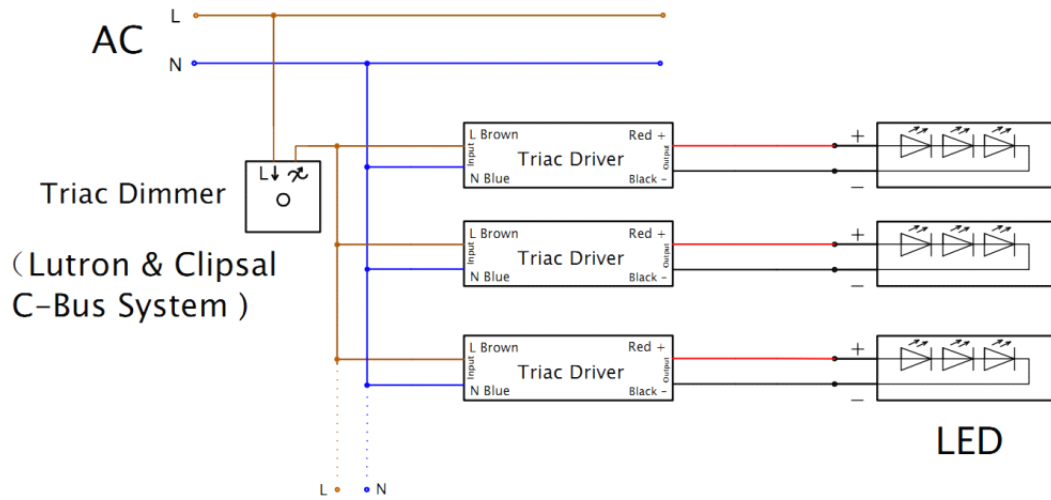 L
AC
N
L Brown
Input
N Blue
Triac Driver
Red +
Output
Black -
+
−
L
Triac Dimmer
(Lutron & Clipsal
C-Bus System )
L Brown
Input
N Blue
Triac Driver
Red +
Output
Black -
+
−
L Brown
Input
N Blue
Triac Driver
Red +
Output
Black -
+
−
LED
L
N